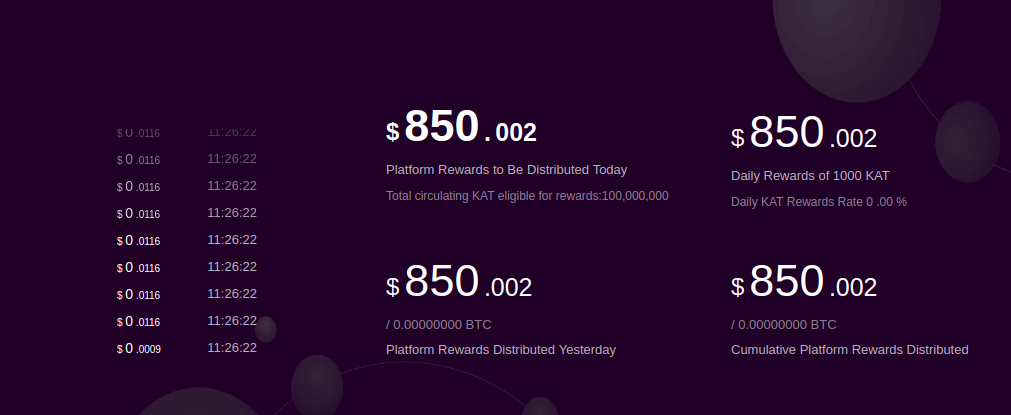 $ 0 .0116 11:26:22
$ 0 .0116 11:26:22
$ 0 .0116 11:26:22
$ 0 .0116 11:26:22
$ 0 .0116 11:26:22
$ 0 .0116 11:26:22
$ 0 .0116 11:26:22
$ 0 .0116 11:26:22
$ 0 .0009 11:26:22
$ 850 .002
Platform Rewards to Be Distributed Today
Total circulating KAT eligible for rewards:100,000,000
$ 850 .002
Daily Rewards of 1000 KAT
Daily KAT Rewards Rate 0 .00 %
$ 850 .002
/ 0.00000000 BTC
Platform Rewards Distributed Yesterday
$ 850 .002
/ 0.00000000 BTC
Cumulative Platform Rewards Distributed